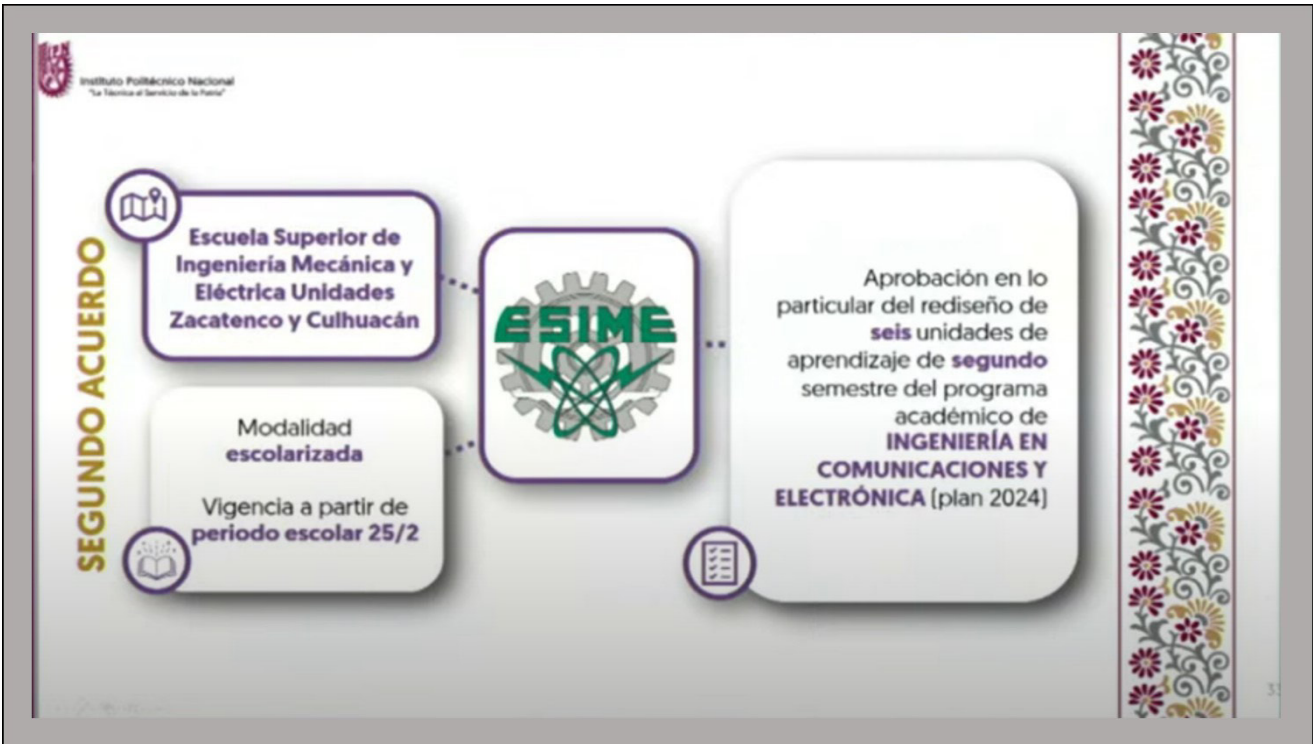 Instituto Politécnico Nacional
"La Técnica al Servicio de la Patria"
SEGUNDO ACUERDO
Escuela Superior de
Ingeniería Mecánica y
Eléctrica Unidades
Zacatenco y Culhuacán
Modalidad
escolarizada
Vigencia a partir de
periodo escolar 25/2
ESIME
Aprobación en lo
particular del rediseño de
seis unidades de
aprendizaje de segundo
semestre del programa
académico de
INGENIERÍA EN
COMUNICACIONES Y
ELECTRÓNICA (plan 2024)